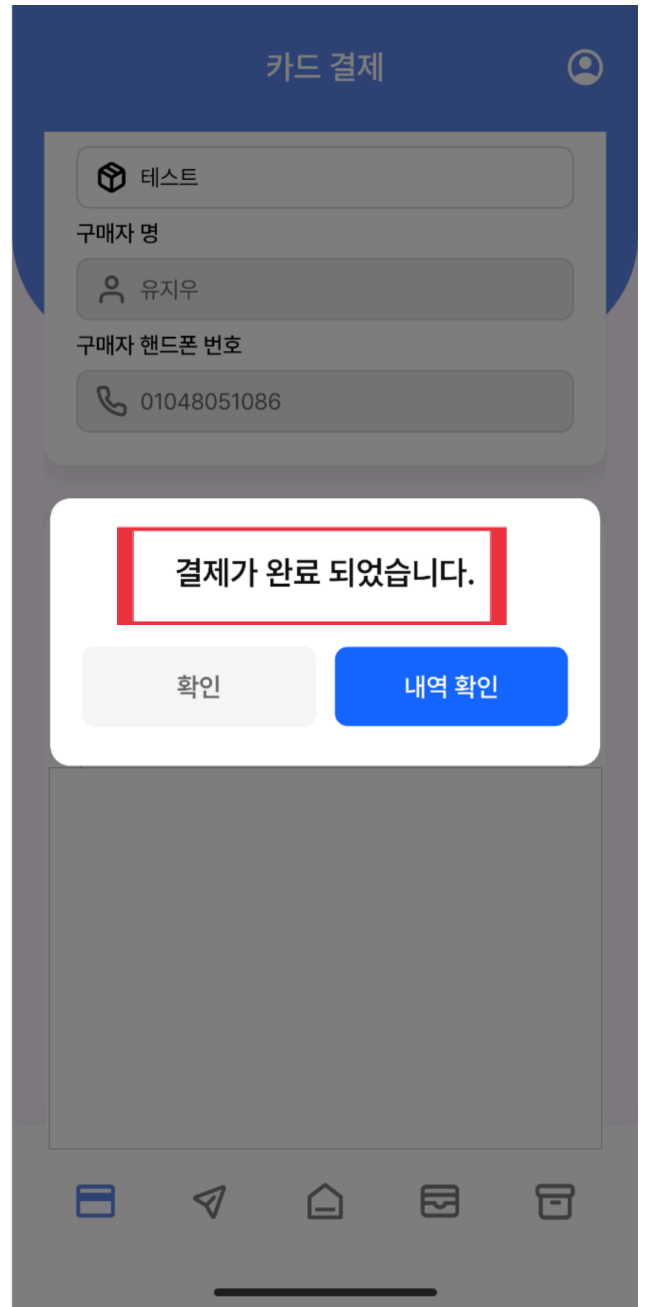 카드 결제
테스트
구매자 명
유지우
구매자 핸드폰 번호
01048051086
결제가 완료 되었습니다.
확인
내역 확인